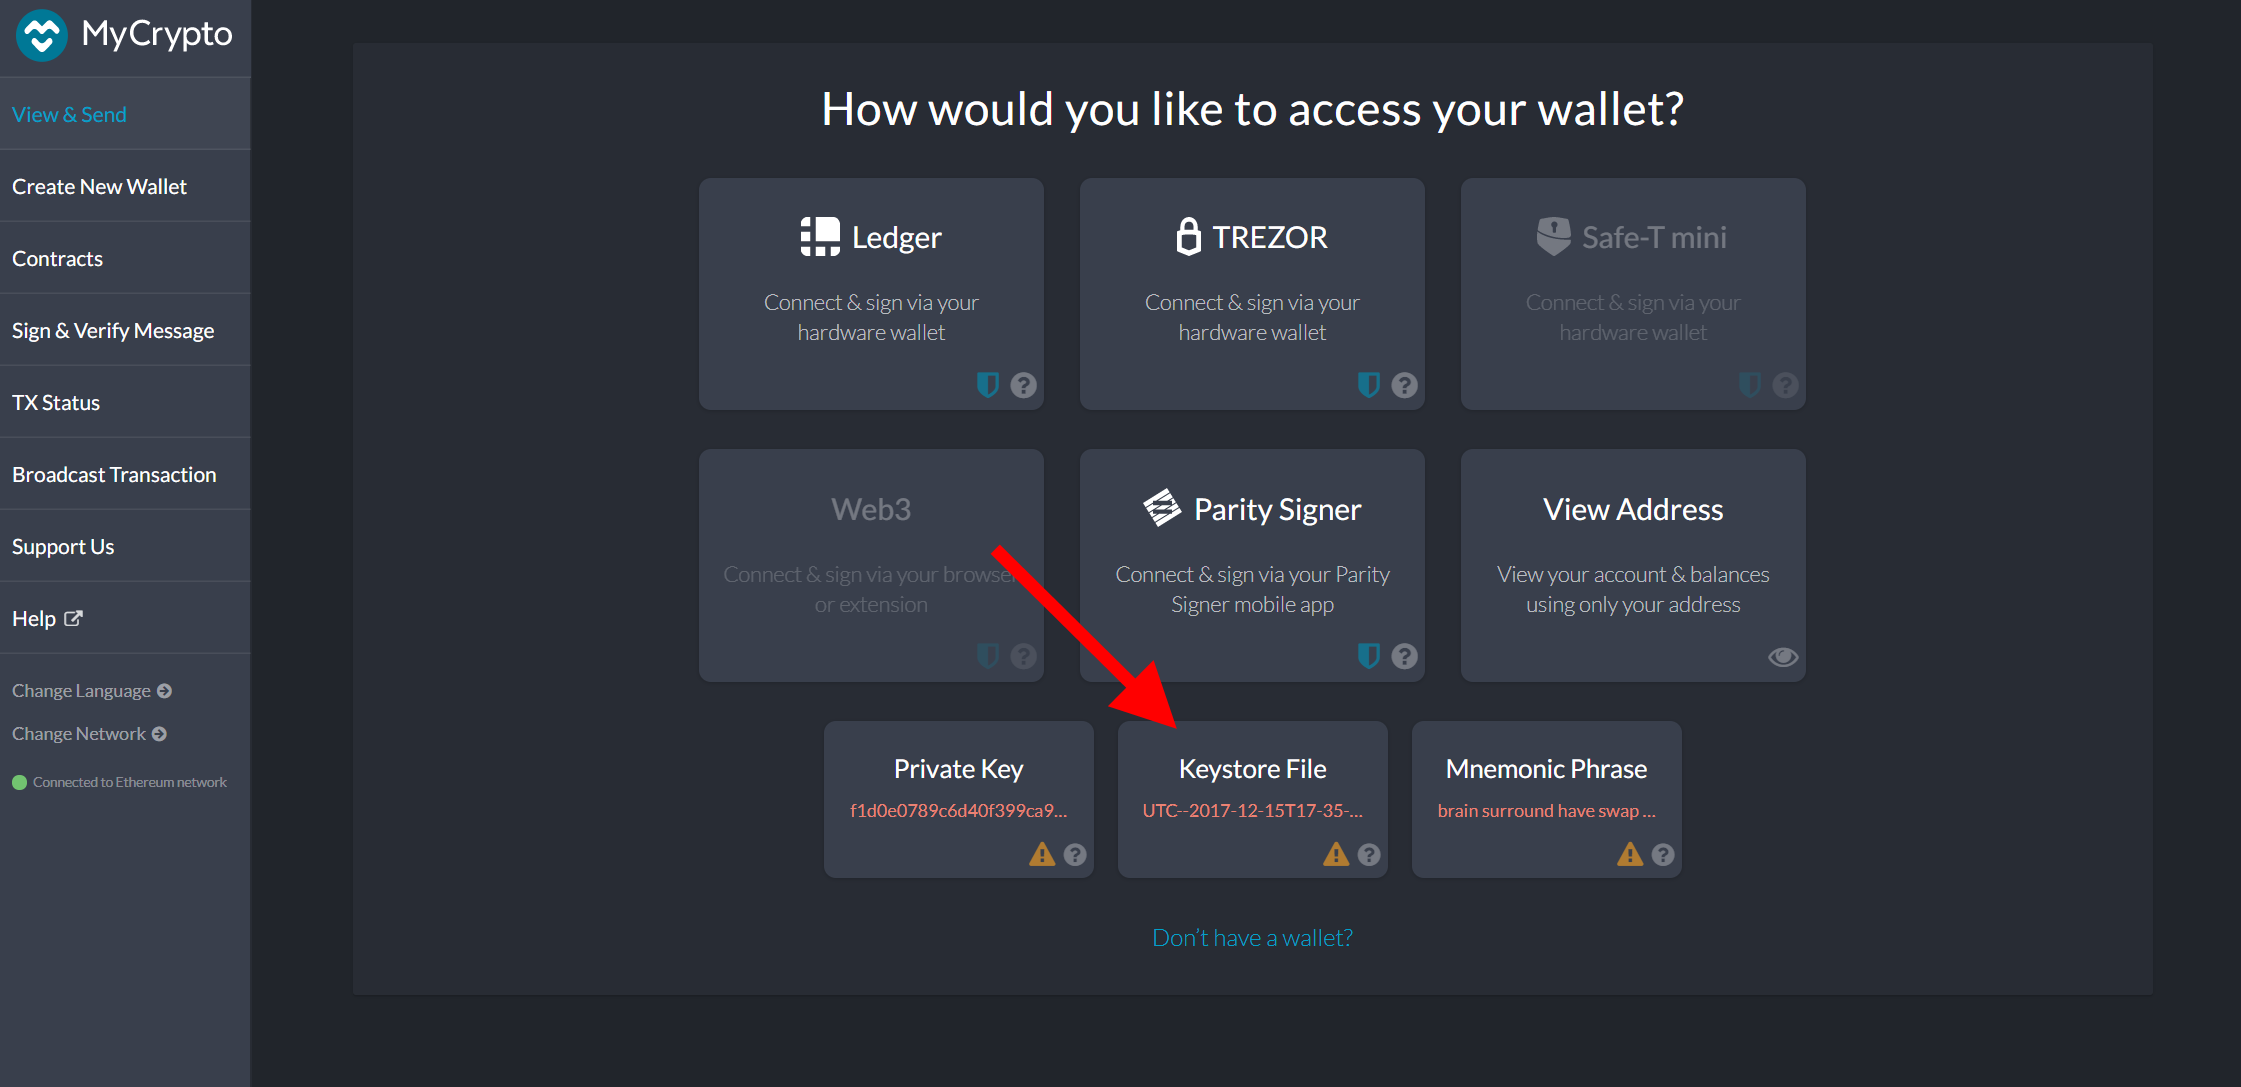 MyCrypto
View & Send
Create New Wallet
Contracts
Sign & Verify Message
TX Status
Broadcast Transaction
Support Us
Help
Change Language
Change Network
Connected to Ethereum network
How would you like to access your wallet?
Ledger
Connect & sign via your
hardware wallet
TREZOR
Connect & sign via your
hardware wallet
Safe-T mini
Connect & sign via your
hardware wallet
Web3
Connect & sign via your browser
or extension
Parity Signer
Connect & sign via your Parity
Signer mobile app
View Address
View your account & balances
using only your address
Private Key
f1d0e0789c6d40f399ca9...
Keystore File
UTC--2017-12-15T17-35-...
Mnemonic Phrase
brain surround have swap ...
Don't have a wallet?